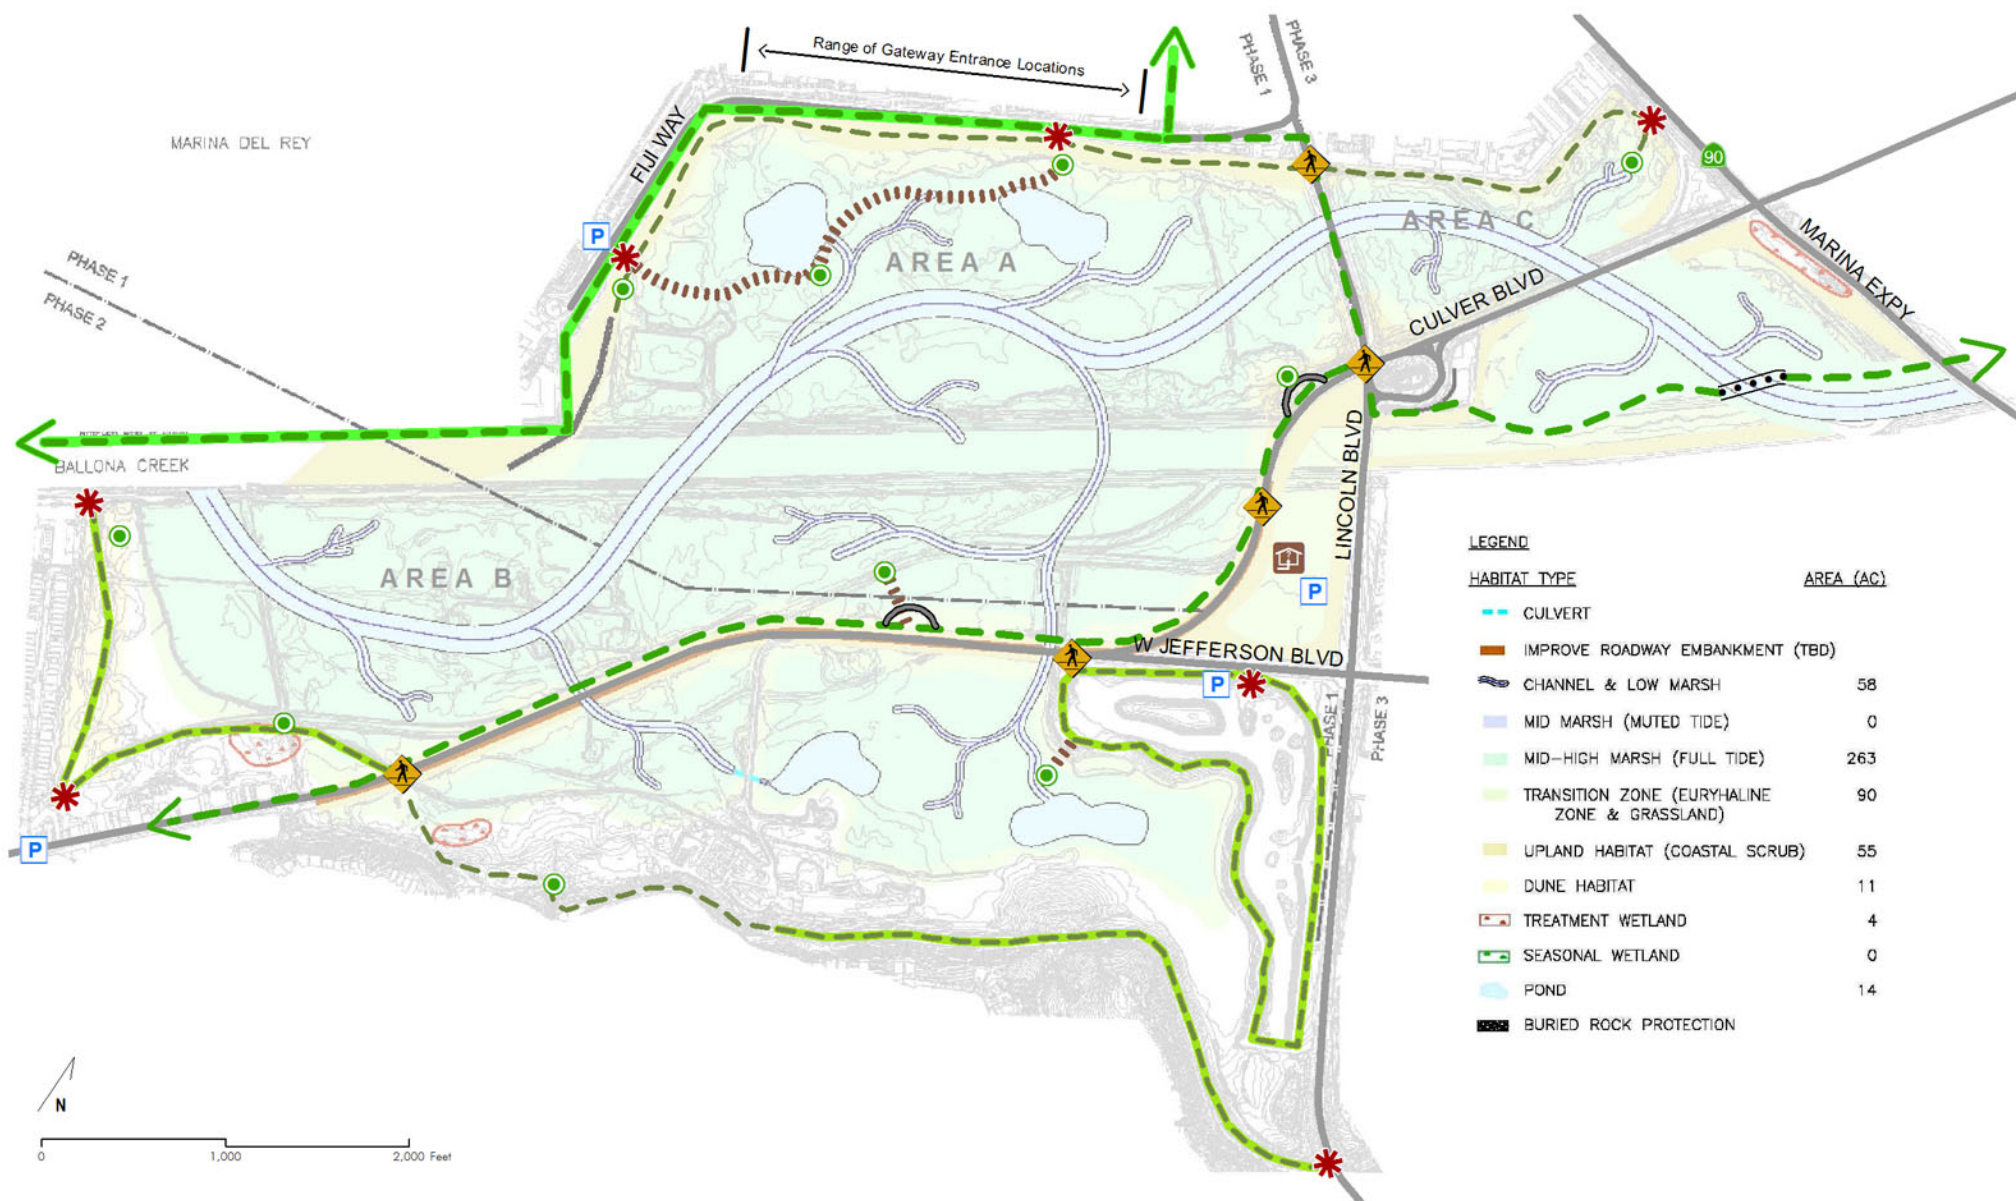 Range of Gateway Entrance Locations
PHASE 1
PHASE 3
MARINA DEL REY
FIJI WAY
90
P
AREA A
AREA C
MARINA EXPY
PHASE 1
PHASE 2
CULVER BLVD
BALLONA CREEK
LINCOLN BLVD
AREA B
P
W JEFFERSON BLVD
P
PHASE 1
PHASE 3
P
LEGEND
HABITAT TYPE AREA (AC)
CULVERT
IMPROVE ROADWAY EMBANKMENT (TBD)
CHANNEL & LOW MARSH 58
MID MARSH (MUTED TIDE) 0
MID-HIGH MARSH (FULL TIDE) 263
TRANSITION ZONE (EURYHALINE 90
ZONE & GRASSLAND)
UPLAND HABITAT (COASTAL SCRUB) 55
DUNE HABITAT 11
TREATMENT WETLAND 4
SEASONAL WETLAND 0
POND 14
BURIED ROCK PROTECTION
N
0 1,000 2,000 Feet